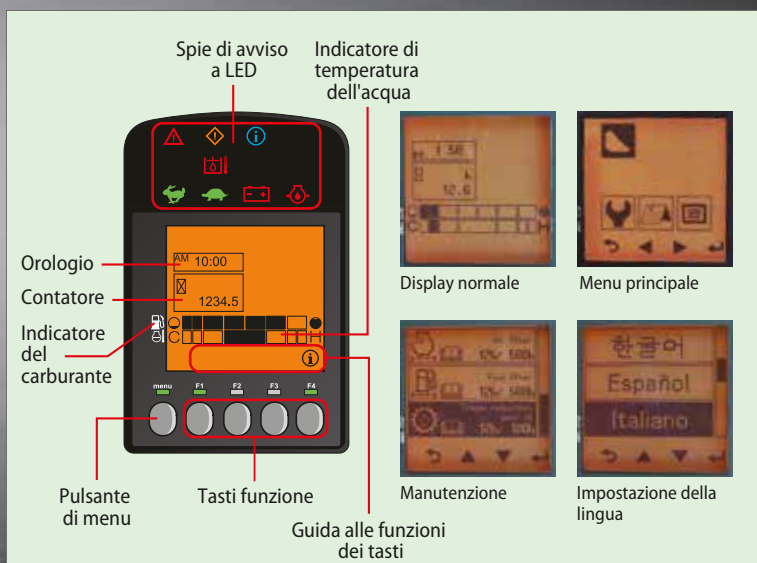 Spie di avviso
a LED
Indicatore di
temperatura
dell'acqua
Orologio
Contatore
Indicatore
del
carburante
AM 10:00
1234.5
C
H
menu F1 F2 F3 F4
Pulsante
di menu
Tasti funzione
Guida alle funzioni
dei tasti
1:56
12.6
C
C H
Display normale
Menu principale
Manutenzione
한국어
Español
Italiano
Impostazione della
lingua